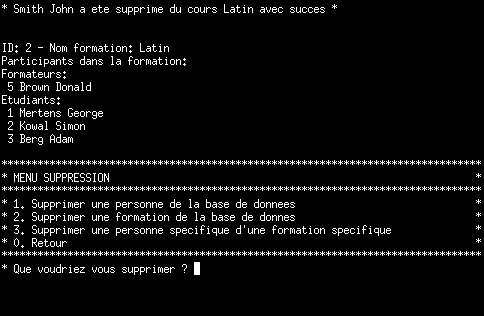 * Smith John a ete supprime du cours Latin avec succes *
ID: 2 - Nom formation: Latin
Participants dans la formation:
Formateurs:
5 Brown Donald
Etudiants:
1 Mertens George
2 Kowal Simon
3 Berg Adam
********************************************************************************
* MENU SUPPRESSION *
********************************************************************************
* 1. Supprimer une personne de la base de donnees *
* 2. Supprimer une formation de la base de donnes *
* 3. Supprimer une personne specifique d'une formation specifique *
* 0. Retour *
********************************************************************************
* Que voudriez vous supprimer ?